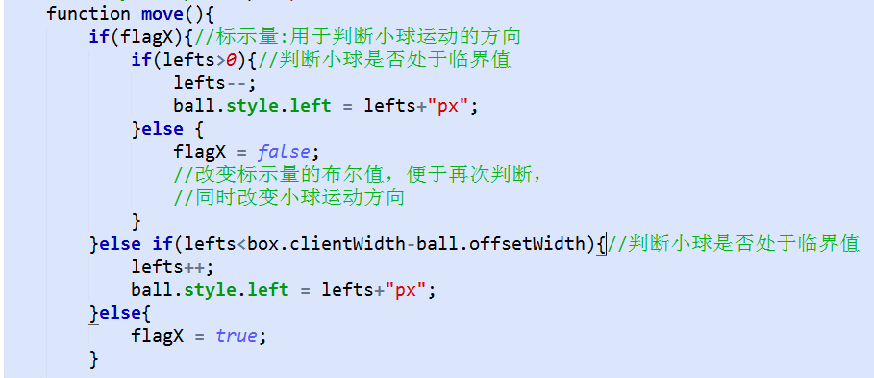 function move(){
if(flagX){//标示量:用于判断小球运动的方向
if(lefts>0){//判断小球是否处于临界值
lefts--;
ball.style.left = lefts+"px";
}else {
flagX = false;
//改变标示量的布尔值，便于再次判断，
//同时改变小球运动方向
}
}else if(lefts<box.clientWidth-ball.offsetWidth){//判断小球是否处于临界值
lefts++;
ball.style.left = lefts+"px";
}else{
flagX = true;
}